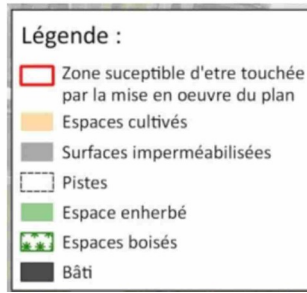 Légende :
Zone suceptible d'etre touchée
par la mise en oeuvre du plan
Espaces cultivés
Surfaces imperméabilisées
Pistes
Espace enherbé
Espaces boisés
Bâti